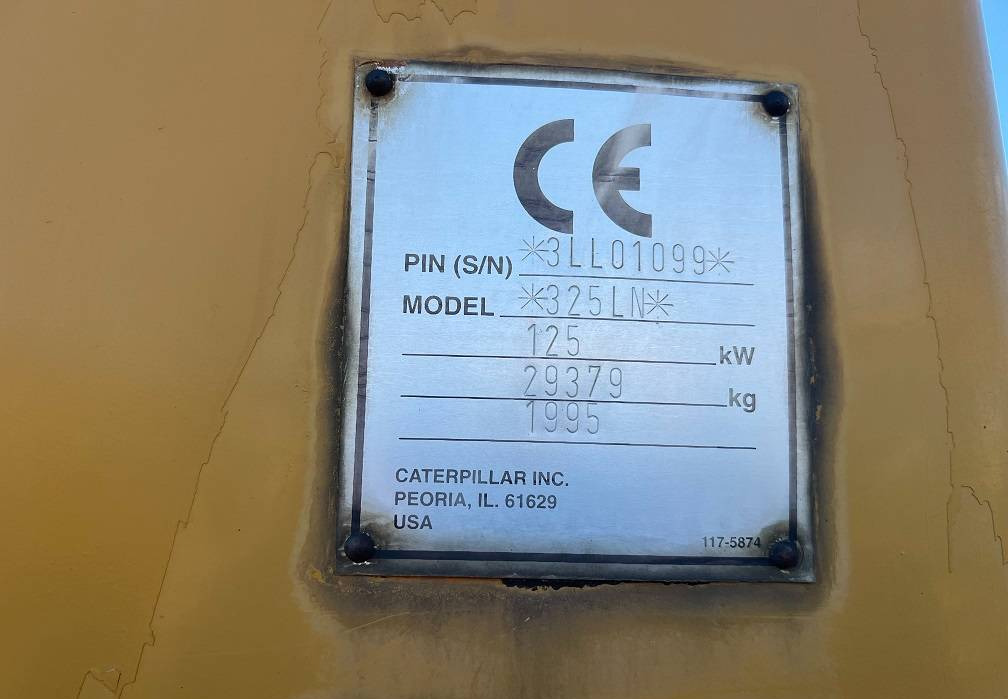 CE
PIN (S/N) *3LL01099*
MODEL *325LN*
125 kW
29379 kg
1995
CATERPILLAR INC.
PEORIA, IL. 61629
USA
117-5874